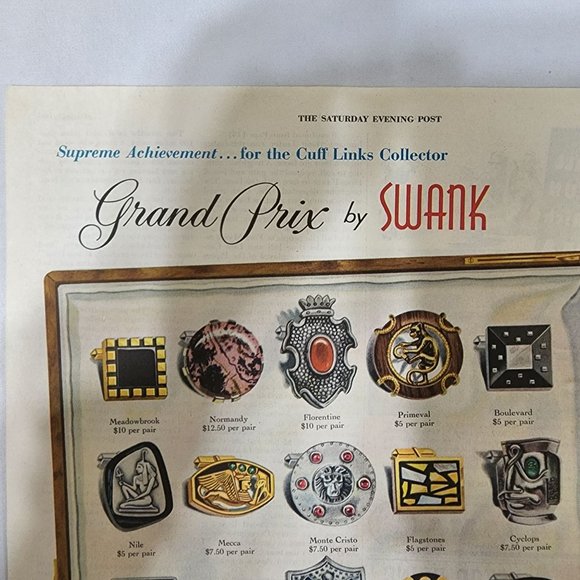 THE SATURDAY EVENING POST
Supreme Achievement...for the Cuff Links Collector
Grand Prix by SWANK
Meadowbrook
$10 per pair
Normandy
$12.50 per pair
Florentine
$10 per pair
Primeval
$5 per pair
Boulevard
$5 per pair
Nile
$5 per pair
Mecca
$7.50 per pair
Monte Cristo
$7.50 per pair
Flagstones
$5 per pair
Cyclops
$7.50 per pair